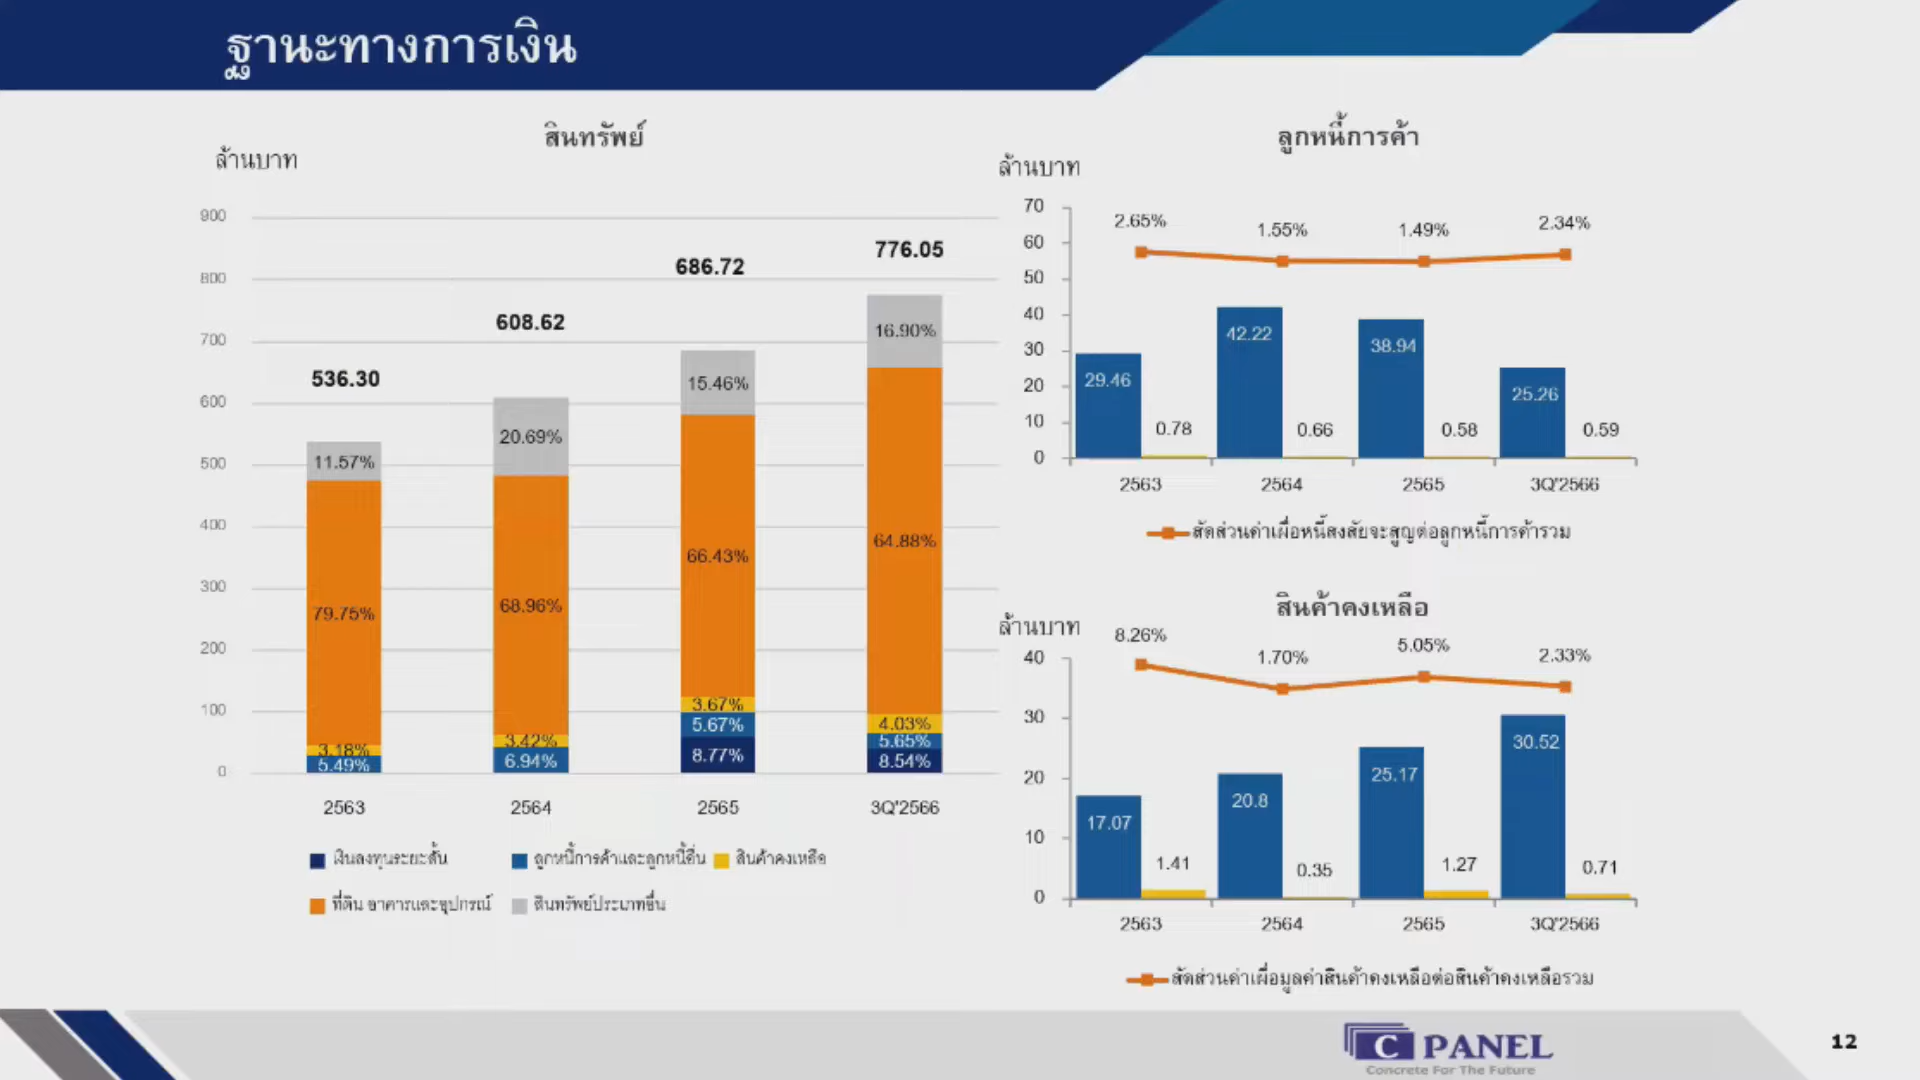 ฐานะทางการเงิน
สินทรัพย์
ล้านบาท
900
800
700
600
500
400
300
200
100
0
536.30
608.62
686.72
776.05
11.57%
79.75%
3.18%
5.49%
20.69%
68.96%
3.42%
6.94%
15.46%
66.43%
3.67%
5.67%
8.77%
16.90%
64.88%
4.03%
5.65%
8.54%
2563 2564 2565 3Q'2566
เงินลงทุนระยะสั้น ลูกหนี้การค้าและลูกหนี้อื่น สินค้าคงเหลือ
ที่ดิน อาคารและอุปกรณ์ สินทรัพย์ประเภทอื่น
ลูกหนี้การค้า
ล้านบาท
70
60
50
40
30
20
10
0
2.65% 1.55% 1.49% 2.34%
29.46 0.78 42.22 0.66 38.94 0.58 25.26 0.59
2563 2564 2565 3Q'2566
สัดส่วนค่าเผื่อหนี้สงสัยจะสูญต่อลูกหนี้การค้ารวม
สินค้าคงเหลือ
ล้านบาท
40
30
20
10
0
8.26% 1.70% 5.05% 2.33%
17.07 1.41 20.8 0.35 25.17 1.27 30.52 0.71
2563 2564 2565 3Q'2566
สัดส่วนค่าเผื่อมูลค่าสินค้าคงเหลือต่อสินค้าคงเหลือรวม
C PANEL
Concrete For The Future
12